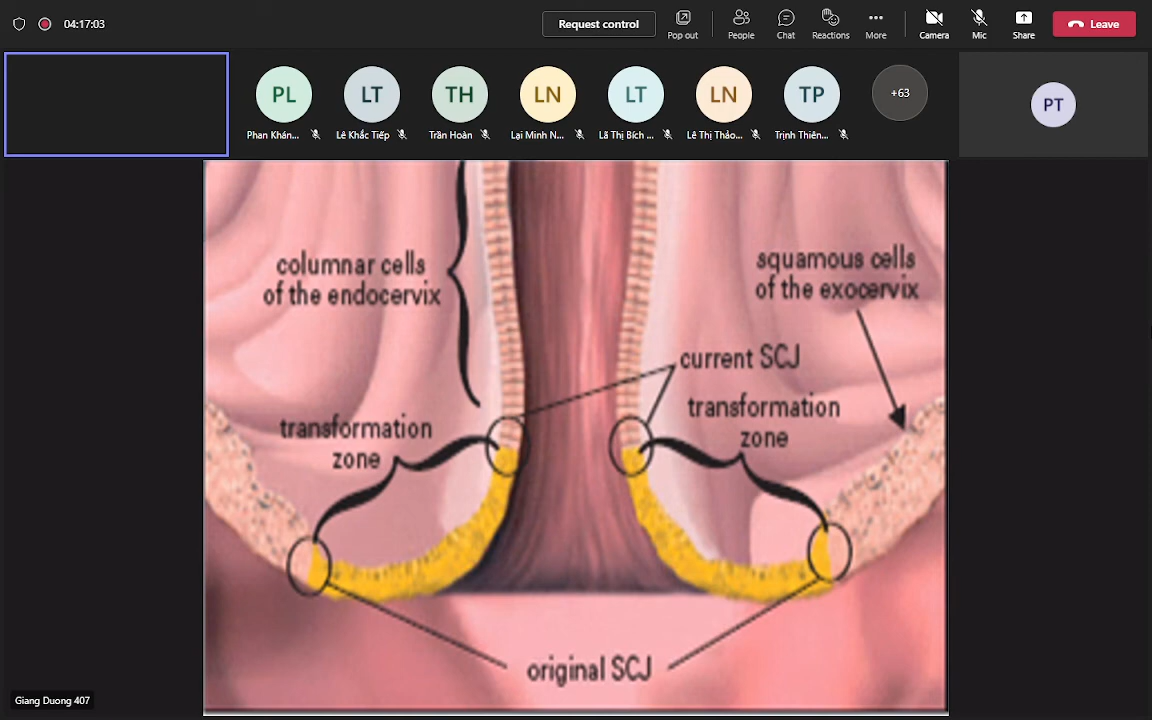 04:17:03
Request control
Pop out
People
Chat
Reactions
More
Camera
Mic
Share
Leave
PL
LT
TH
LN
LT
LN
TP
+63
PT
Phan Khán...
Lê Khắc Tiếp
Trần Hoàn
Lại Minh N...
Lã Thị Bích ...
Lê Thị Thảo...
Trịnh Thiên...
columnar cells
of the endocervix
squamous cells
of the exocervix
current SCJ
transformation
zone
transformation
zone
original SCJ
Giang Duong 407